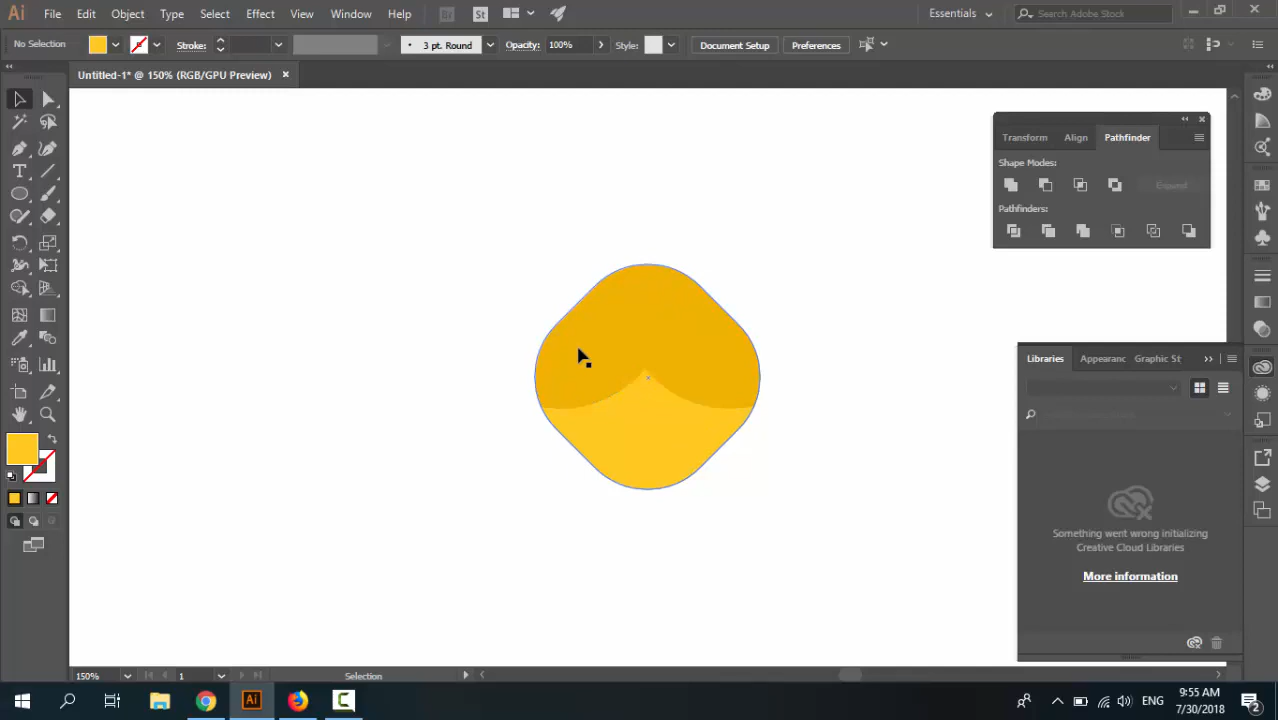 Ai File Edit Object Type Select Effect View Window Help Br St Essentials Search Adobe Stock
No Selection Stroke: 3 pt. Round Opacity: 100% Style: Document Setup Preferences
Untitled-1* @ 150% (RGB/GPU Preview)
Transform Align Pathfinder
Shape Modes:
Expand
Pathfinders:
Libraries Appearanc Graphic St
Something went wrong initializing
Creative Cloud Libraries
More information
150% 1 Selection
Ai ENG 9:55 AM
7/30/2018 2